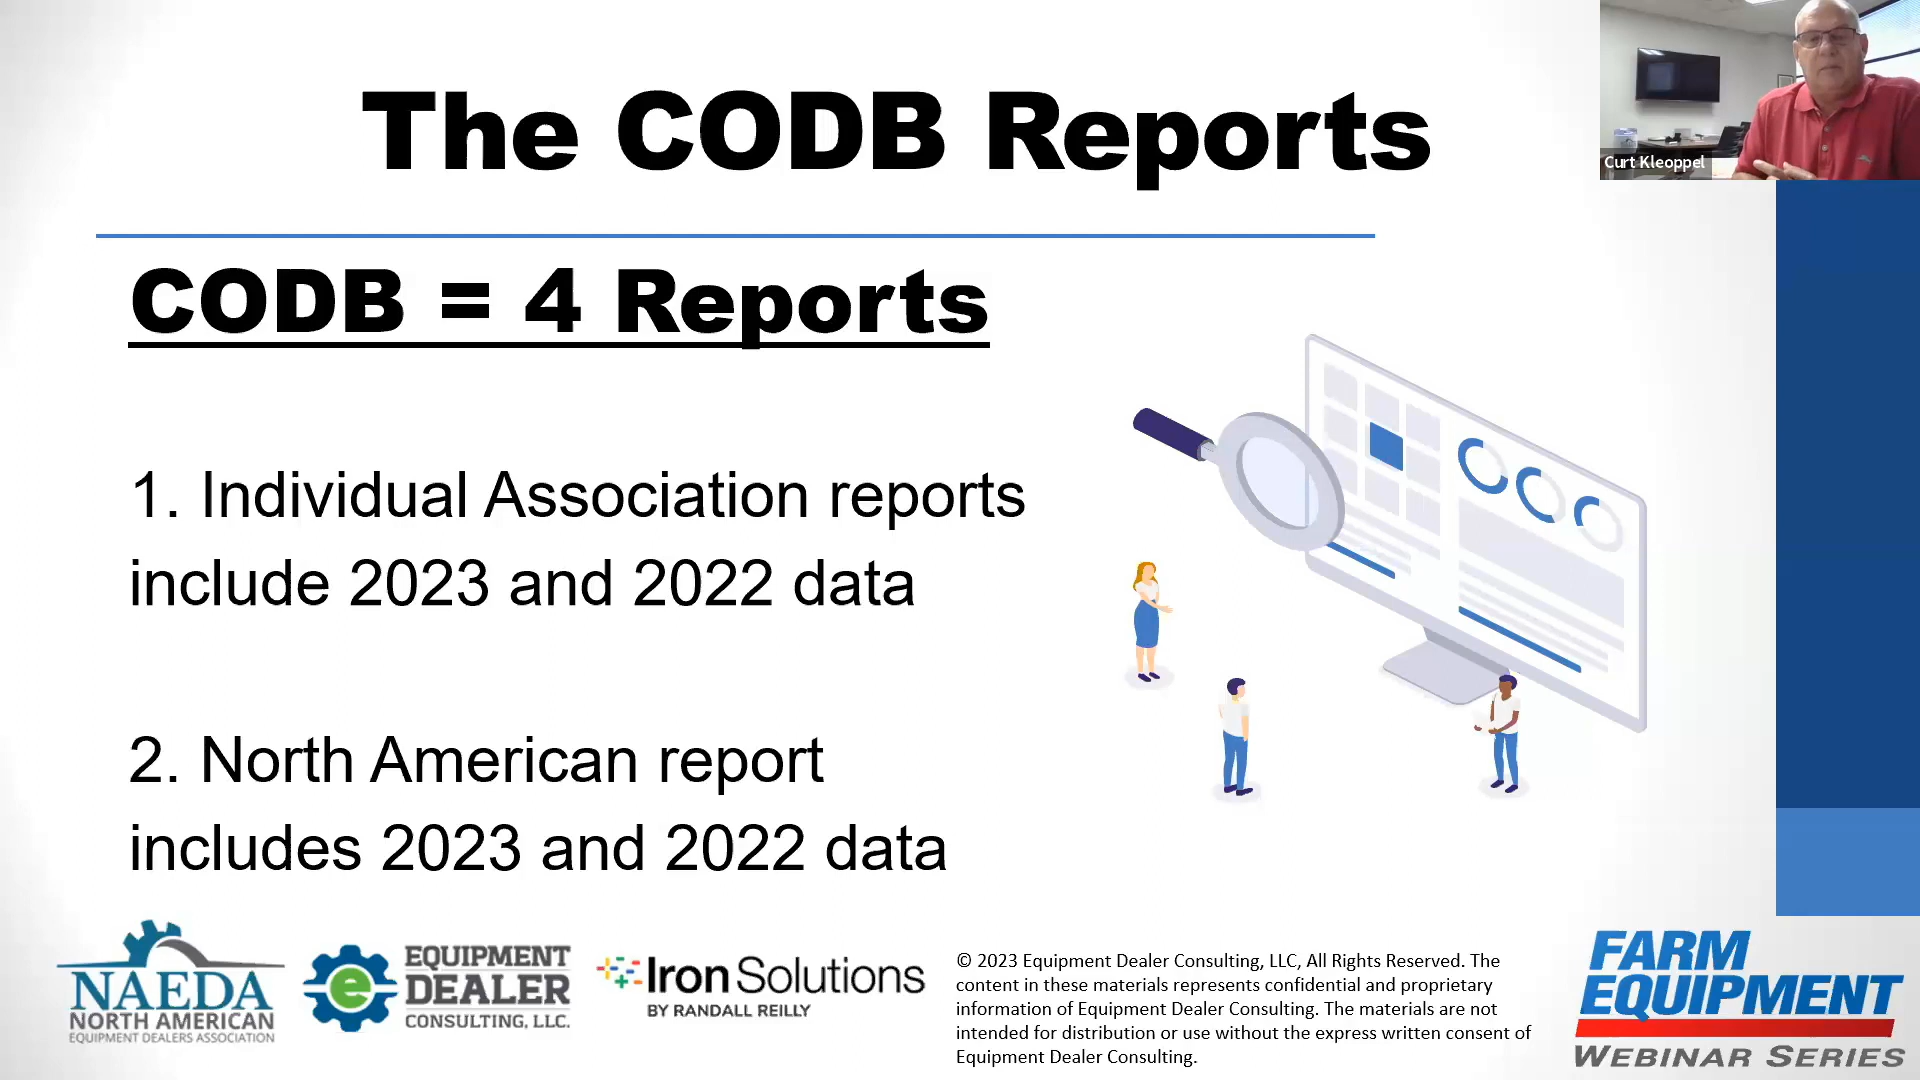 The CODB Reports
Curt Kleoppel
CODB = 4 Reports
1. Individual Association reports
include 2023 and 2022 data
2. North American report
includes 2023 and 2022 data
NAEDA
NORTH AMERICAN
EQUIPMENT DEALERS ASSOCIATION
e
EQUIPMENT
DEALER
CONSULTING, LLC.
Iron Solutions
BY RANDALL REILLY
© 2023 Equipment Dealer Consulting, LLC, All Rights Reserved. The
content in these materials represents confidential and proprietary
information of Equipment Dealer Consulting. The materials are not
intended for distribution or use without the express written consent of
Equipment Dealer Consulting.
FARM
EQUIPMENT
WEBINAR SERIES